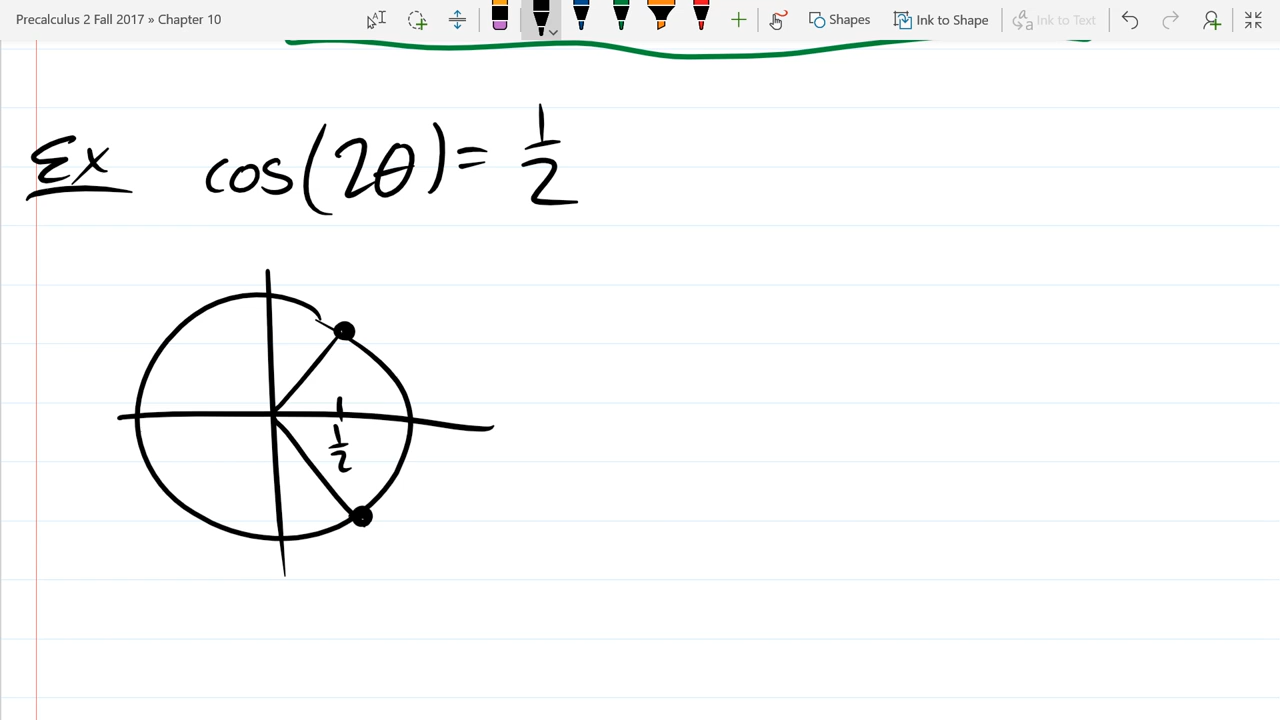 Precalculus 2 Fall 2017 » Chapter 10
Shapes
Ink to Shape
Ink to Text
Ex cos(2θ) = 1/2
1/2